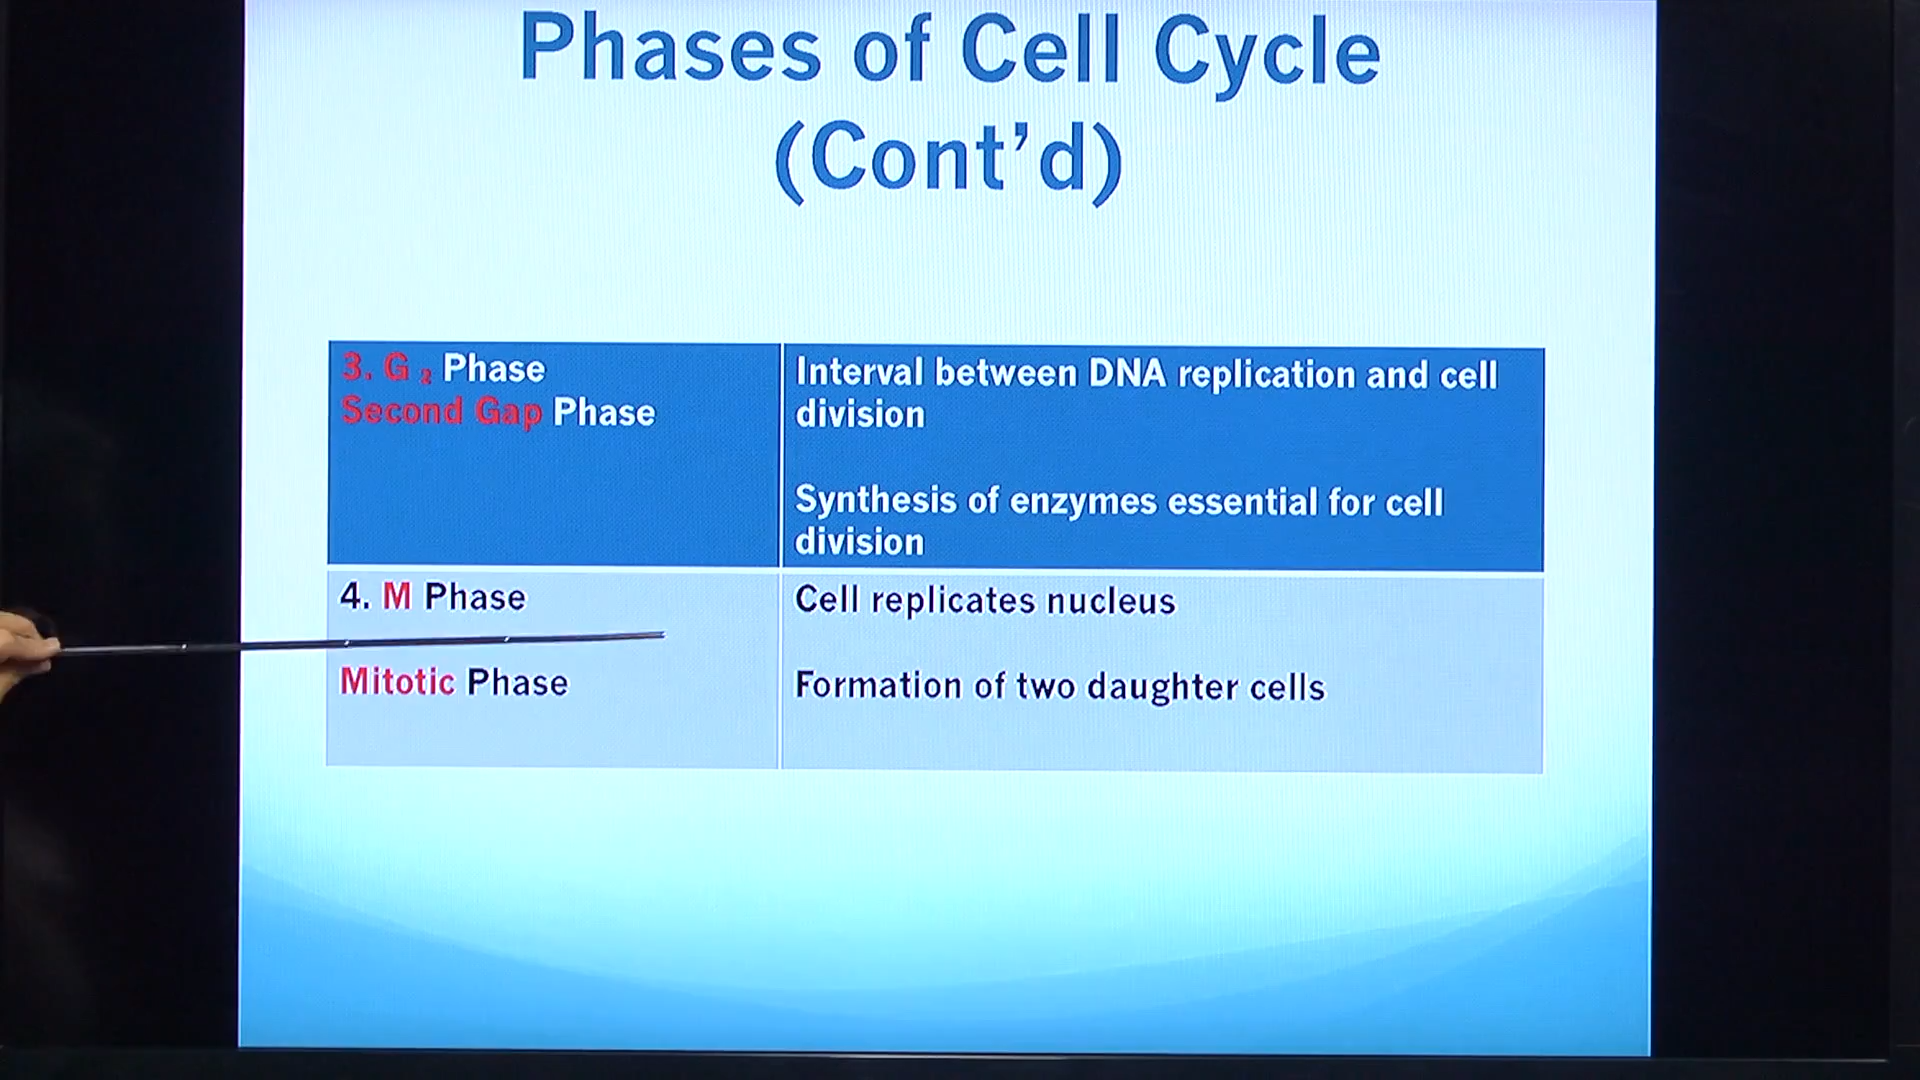 Phases of Cell Cycle
(Cont’d)
3. G 2 Phase
Second Gap Phase
Interval between DNA replication and cell
division
Synthesis of enzymes essential for cell
division
4. M Phase
Mitotic Phase
Cell replicates nucleus
Formation of two daughter cells